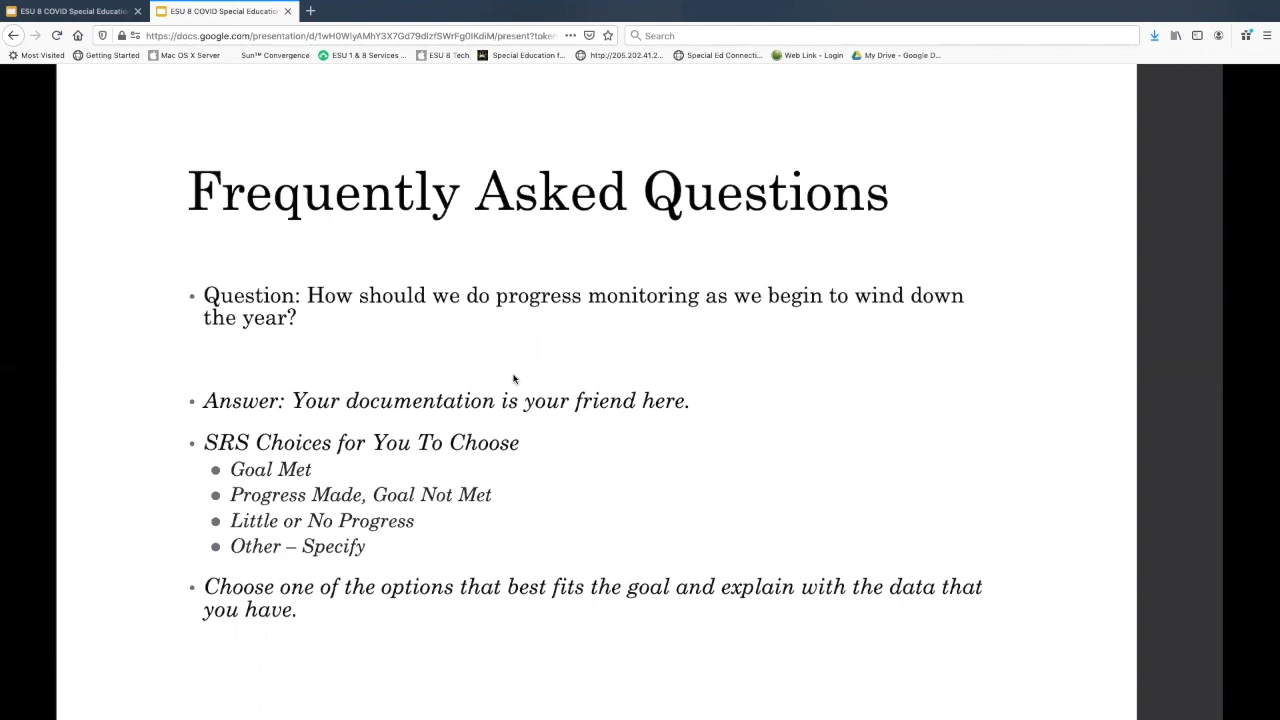 ESU 8 COVID Special Education
ESU 8 COVID Special Education
https://docs.google.com/presentation/d/1wH0WlyAMhY3X7Gd79dlzfSWrFg0lKdiM/present?token
Search
Most Visited
Getting Started
Mac OS X Server
Sun™ Convergence
ESU 1 & 8 Services ...
ESU 8 Tech
Special Education f...
http://205.202.41.2...
Special Ed Connecti...
Web Link - Login
My Drive - Google D...
Frequently Asked Questions
• Question: How should we do progress monitoring as we begin to wind down
the year?
• Answer: Your documentation is your friend here.
• SRS Choices for You To Choose
● Goal Met
● Progress Made, Goal Not Met
● Little or No Progress
● Other – Specify
• Choose one of the options that best fits the goal and explain with the data that
you have.